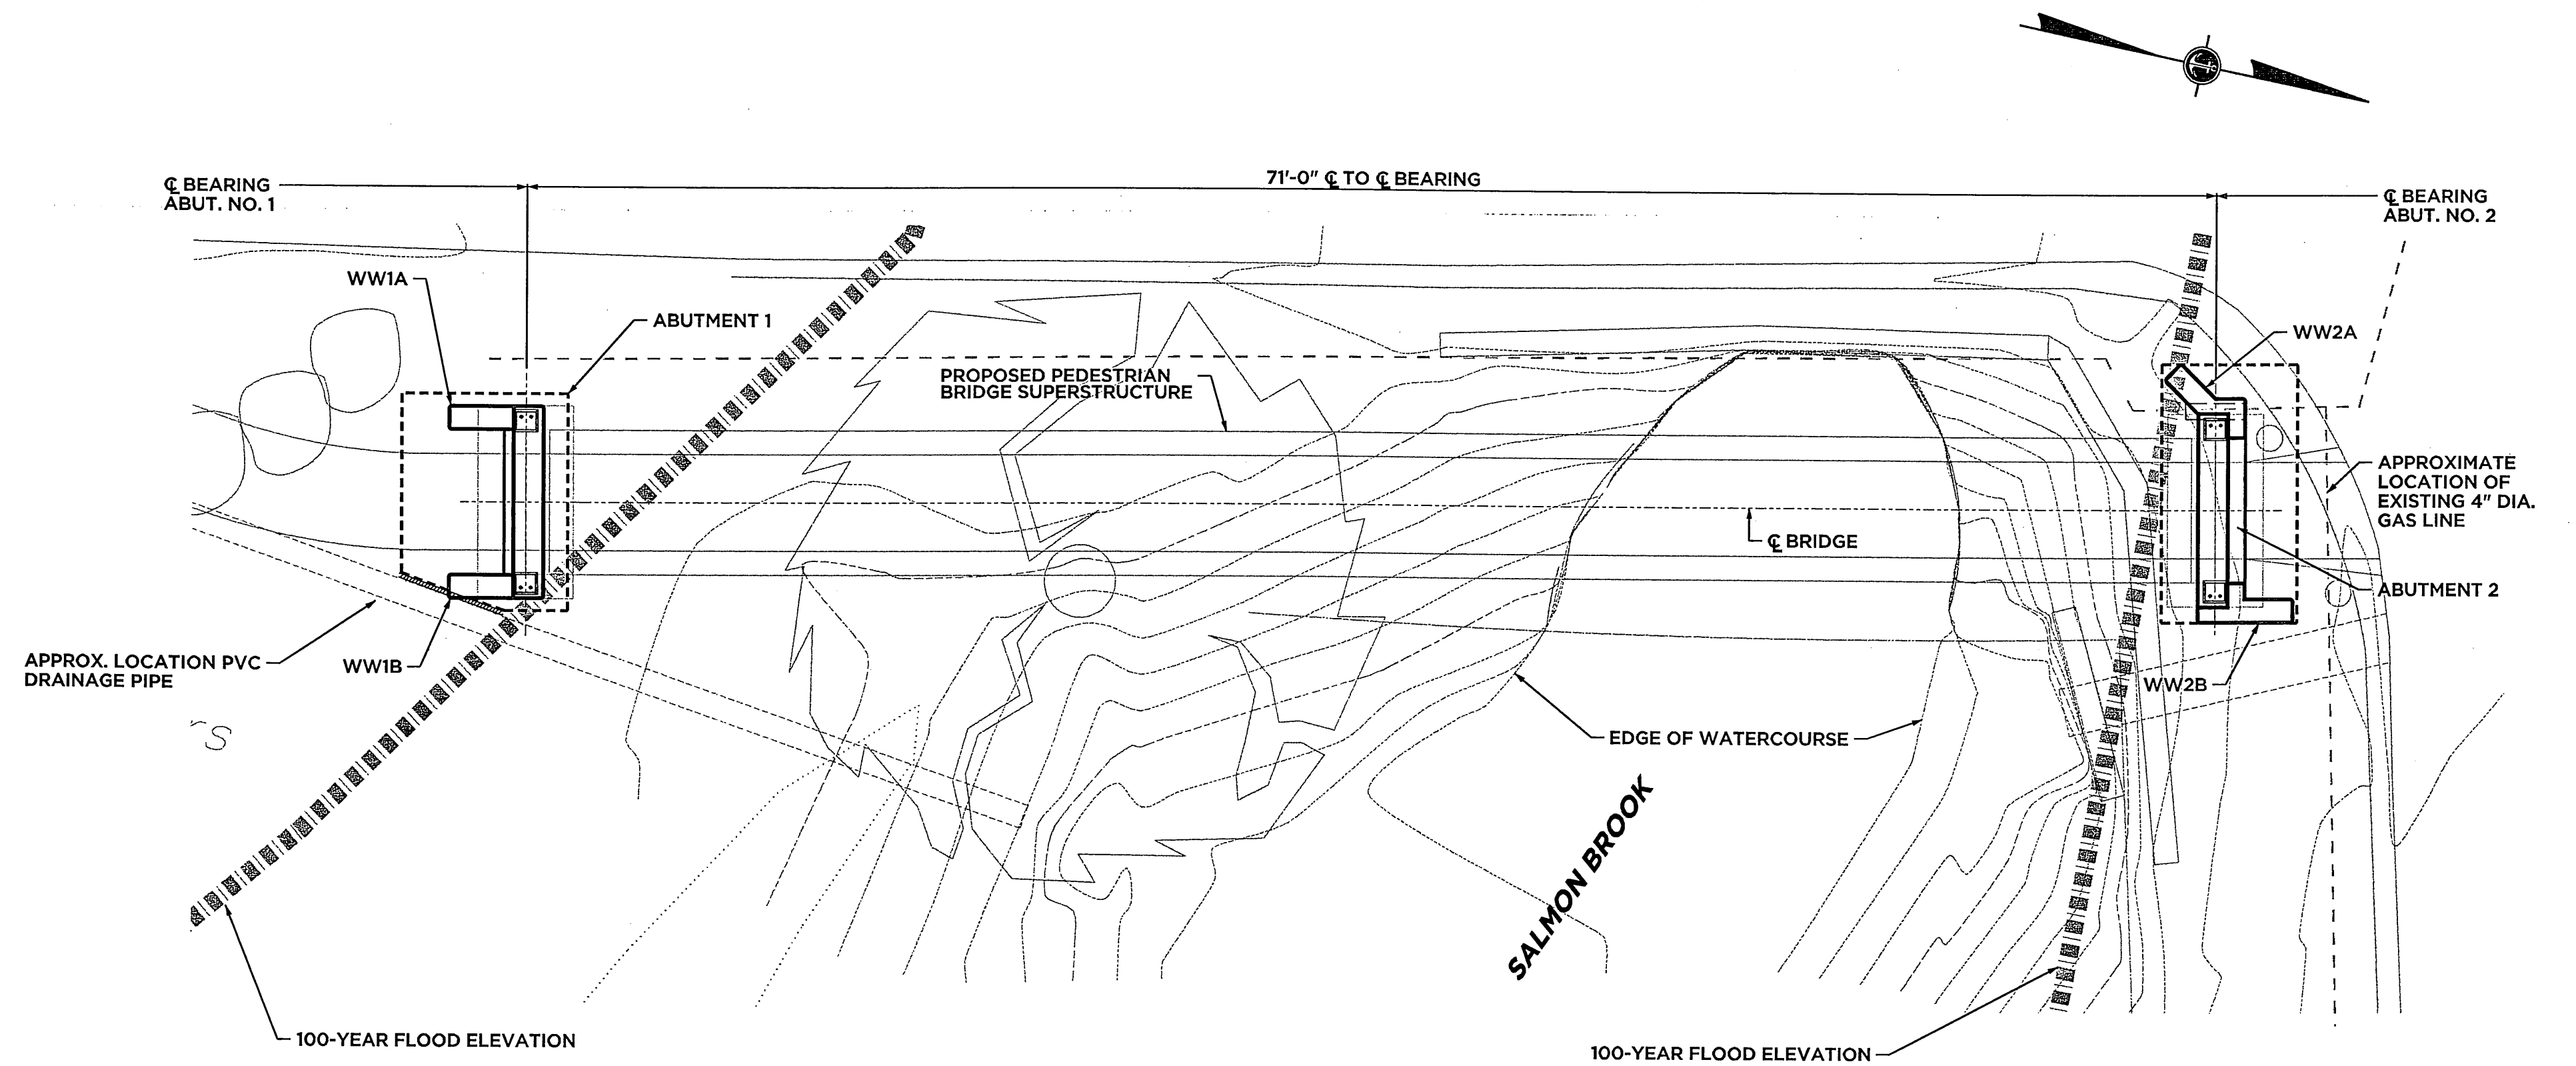 71'-0" ℄ TO ℄ BEARING
℄ BEARING
ABUT. NO. 1
℄ BEARING
ABUT. NO. 2
WW1A
ABUTMENT 1
WW2A
PROPOSED PEDESTRIAN
BRIDGE SUPERSTRUCTURE
APPROXIMATE
LOCATION OF
EXISTING 4" DIA.
GAS LINE
℄ BRIDGE
ABUTMENT 2
APPROX. LOCATION PVC
DRAINAGE PIPE
WW1B
WW2B
EDGE OF WATERCOURSE
SALMON BROOK
100-YEAR FLOOD ELEVATION
100-YEAR FLOOD ELEVATION